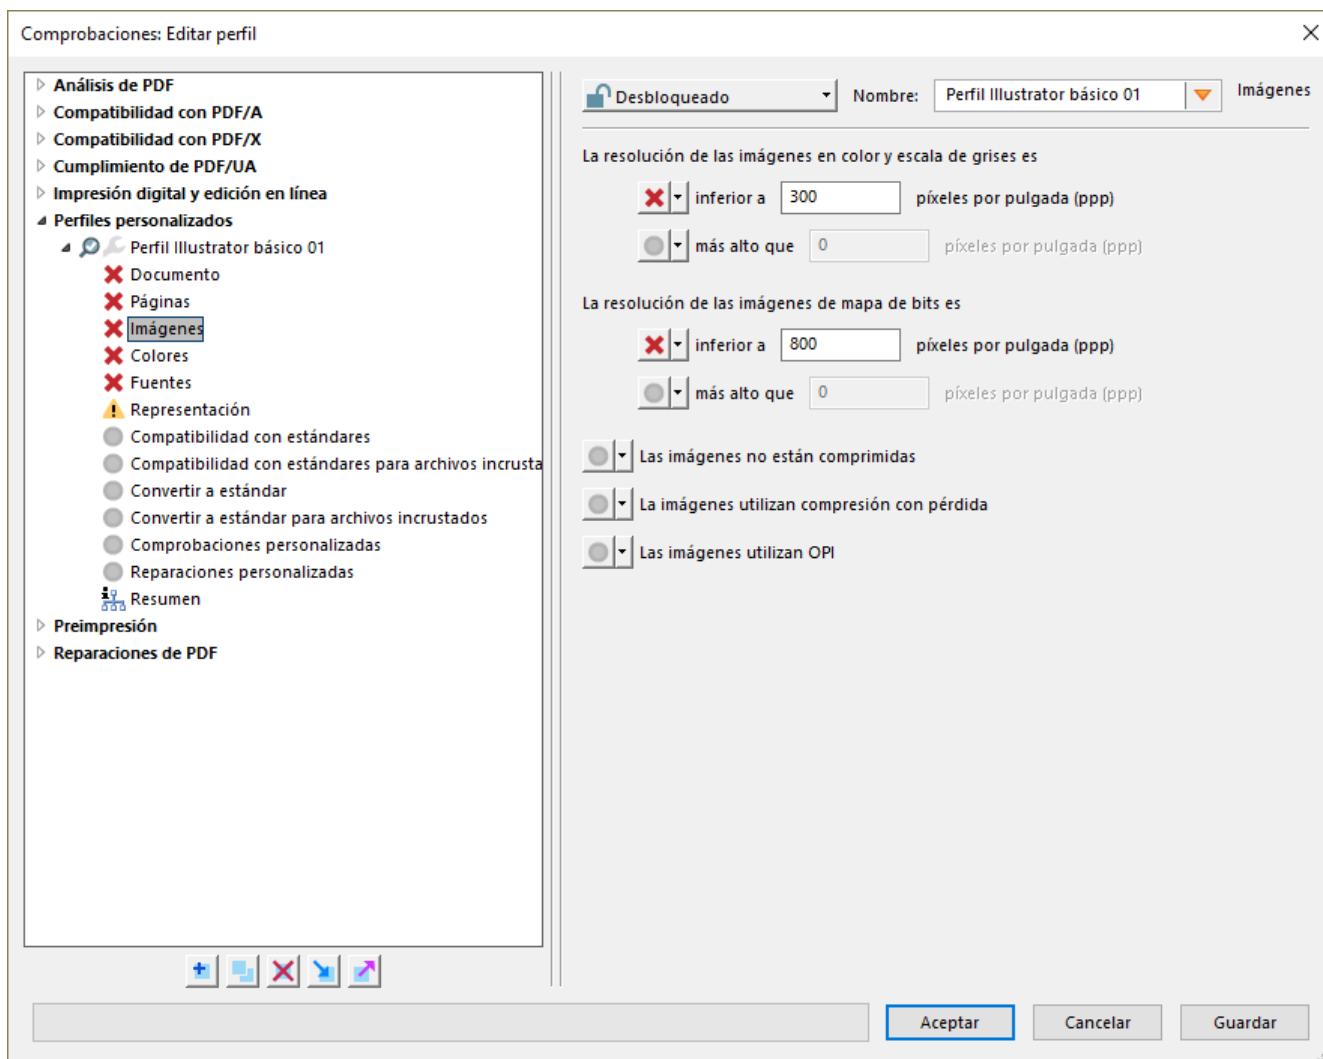 Comprobaciones: Editar perfil
Análisis de PDF
Compatibilidad con PDF/A
Compatibilidad con PDF/X
Cumplimiento de PDF/UA
Impresión digital y edición en línea
Perfiles personalizados
Perfil Illustrator básico 01
Documento
Páginas
Imágenes
Colores
Fuentes
Representación
Compatibilidad con estándares
Compatibilidad con estándares para archivos incrusta
Convertir a estándar
Convertir a estándar para archivos incrustados
Comprobaciones personalizadas
Reparaciones personalizadas
Resumen
Preimpresión
Reparaciones de PDF
Desbloqueado Nombre: Perfil Illustrator básico 01 Imágenes
La resolución de las imágenes en color y escala de grises es
inferior a 300 píxeles por pulgada (ppp)
más alto que 0 píxeles por pulgada (ppp)
La resolución de las imágenes de mapa de bits es
inferior a 800 píxeles por pulgada (ppp)
más alto que 0 píxeles por pulgada (ppp)
Las imágenes no están comprimidas
La imágenes utilizan compresión con pérdida
Las imágenes utilizan OPI
Aceptar Cancelar Guardar